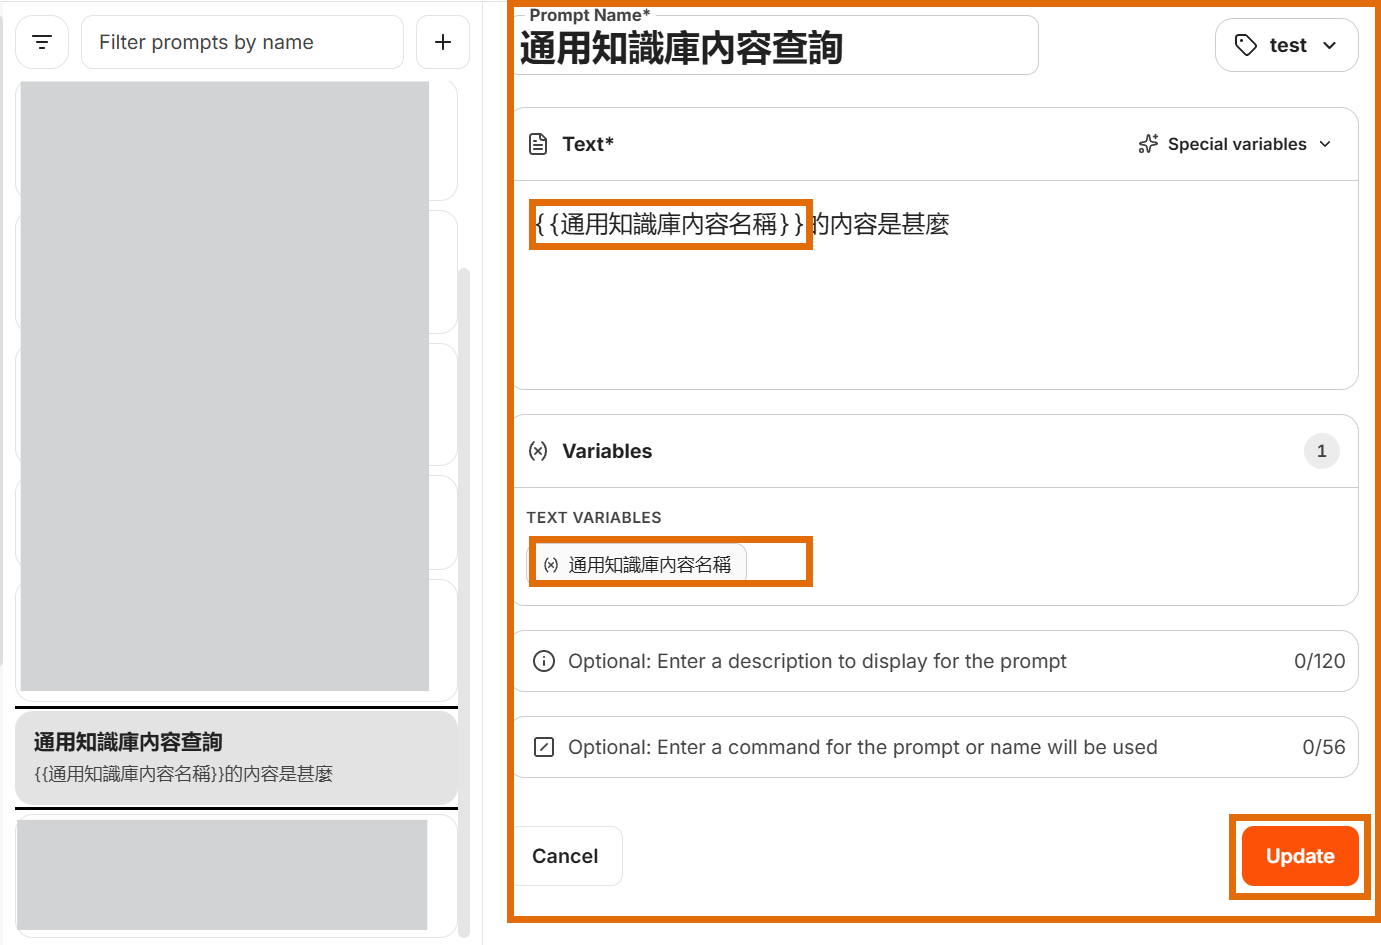 Filter prompts by name
通用知識庫內容查詢
{{通用知識庫內容名稱}}的內容是甚麼
Prompt Name*
通用知識庫內容查詢
test
Text*
Special variables
{{通用知識庫內容名稱}}的內容是甚麼
Variables
1
TEXT VARIABLES
(x) 通用知識庫內容名稱
Optional: Enter a description to display for the prompt
0/120
Optional: Enter a command for the prompt or name will be used
0/56
Cancel
Update